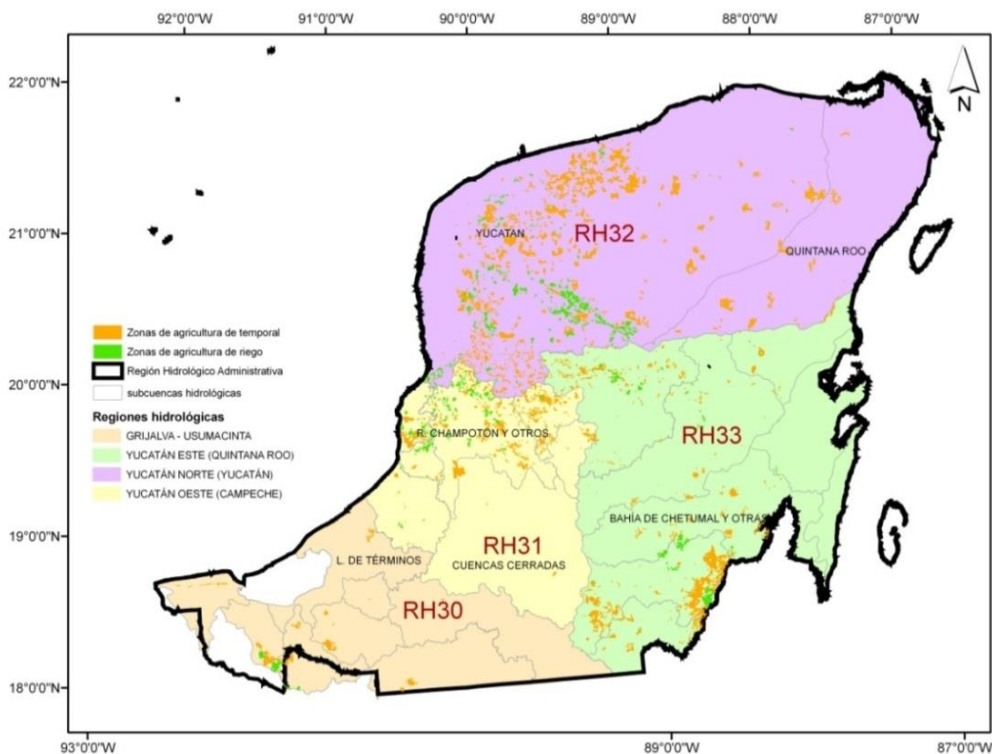 92°0'0"W 91°0'0"W 90°0'0"W 89°0'0"W 88°0'0"W 87°0'0"W
22°0'0"N
21°0'0"N
20°0'0"N
19°0'0"N
18°0'0"N
N
RH32
YUCATAN
QUINTANA ROO
Zonas de agricultura de temporal
Zonas de agricultura de riego
Región Hidrológico Administrativa
subcuencas hidrológicas
Regiones hidrológicas
GRIJALVA - USUMACINTA
YUCATÁN ESTE (QUINTANA ROO)
YUCATÁN NORTE (YUCATÁN)
YUCATÁN OESTE (CAMPECHE)
R. CHAMPOTÓN Y OTROS
RH33
BAHÍA DE CHETUMAL Y OTRAS
RH31
CUENCAS CERRADAS
L. DE TÉRMINOS
RH30
93°0'0"W 89°0'0"W 87°0'0"W